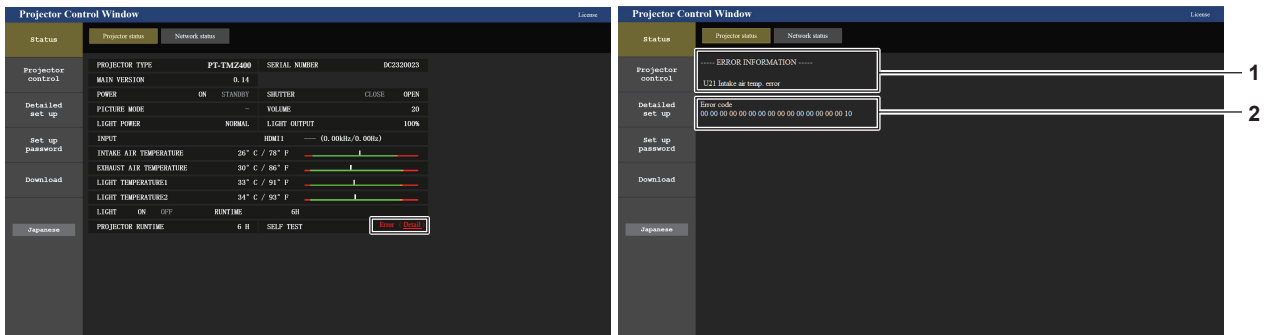 Projector Control Window
License
Status
Projector status
Network status
Projector
control
Detailed
set up
Set up
password
Download
Japanese
PROJECTOR TYPE PT-TMZ400 SERIAL NUMBER DC2320023
MAIN VERSION 0.14
POWER ON STANDBY SHUTTER CLOSE OPEN
PICTURE MODE - VOLUME 20
LIGHT POWER NORMAL LIGHT OUTPUT 100%
INPUT HDMI1 --- (0.00kHz/0.00Hz)
INTAKE AIR TEMPERATURE 26° C / 78° F
EXHAUST AIR TEMPERATURE 30° C / 86° F
LIGHT TEMPERATURE1 33° C / 91° F
LIGHT TEMPERATURE2 34° C / 93° F
LIGHT ON OFF RUNTIME 6H
PROJECTOR RUNTIME 6 H SELF TEST Error (Detail
Projector Control Window
License
Status
Projector status
Network status
Projector
control
Detailed
set up
Set up
password
Download
Japanese
----- ERROR INFORMATION -----
U21 Intake air temp. error
Error code
00 00 00 00 00 00 00 00 00 00 00 00 00 00 00 10
1
2